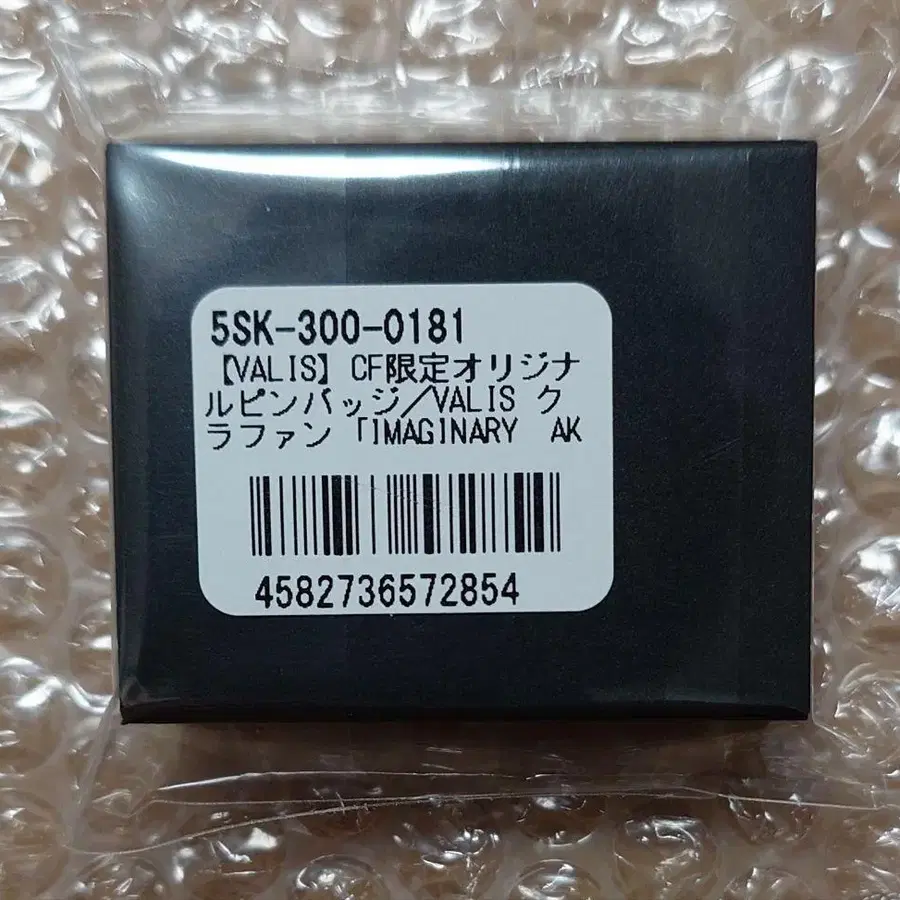 5SK-300-0181
【VALIS】CF限定オリジナ
ルピンバッジ／VALIS ク
ラファン「IMAGINARY　AK
4582736572854